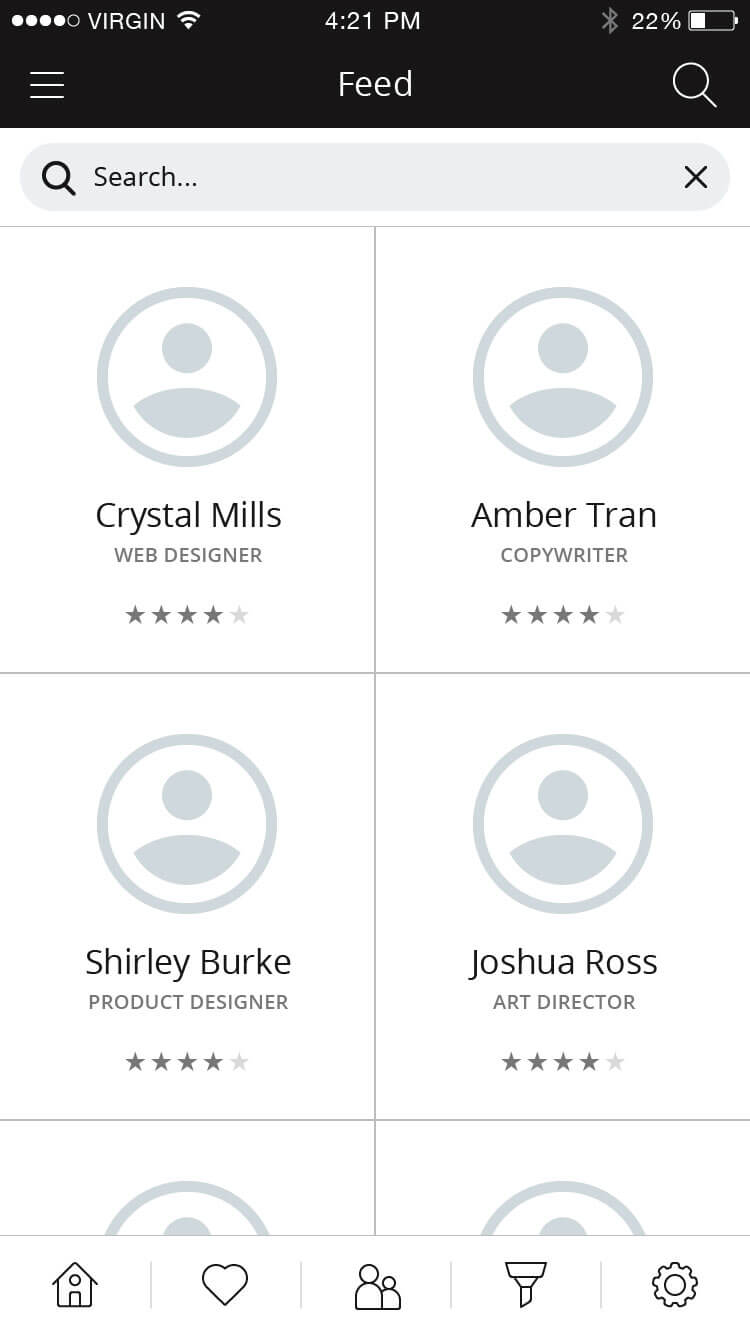 VIRGIN 4:21 PM 22%
Feed
Search...
Crystal Mills
WEB DESIGNER
Amber Tran
COPYWRITER
Shirley Burke
PRODUCT DESIGNER
Joshua Ross
ART DIRECTOR